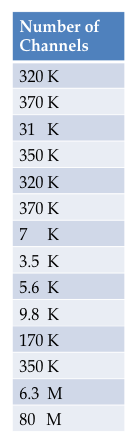 Number of
Channels
320 K
370 K
31 K
350 K
320 K
370 K
7 K
3.5 K
5.6 K
9.8 K
170 K
350 K
6.3 M
80 M